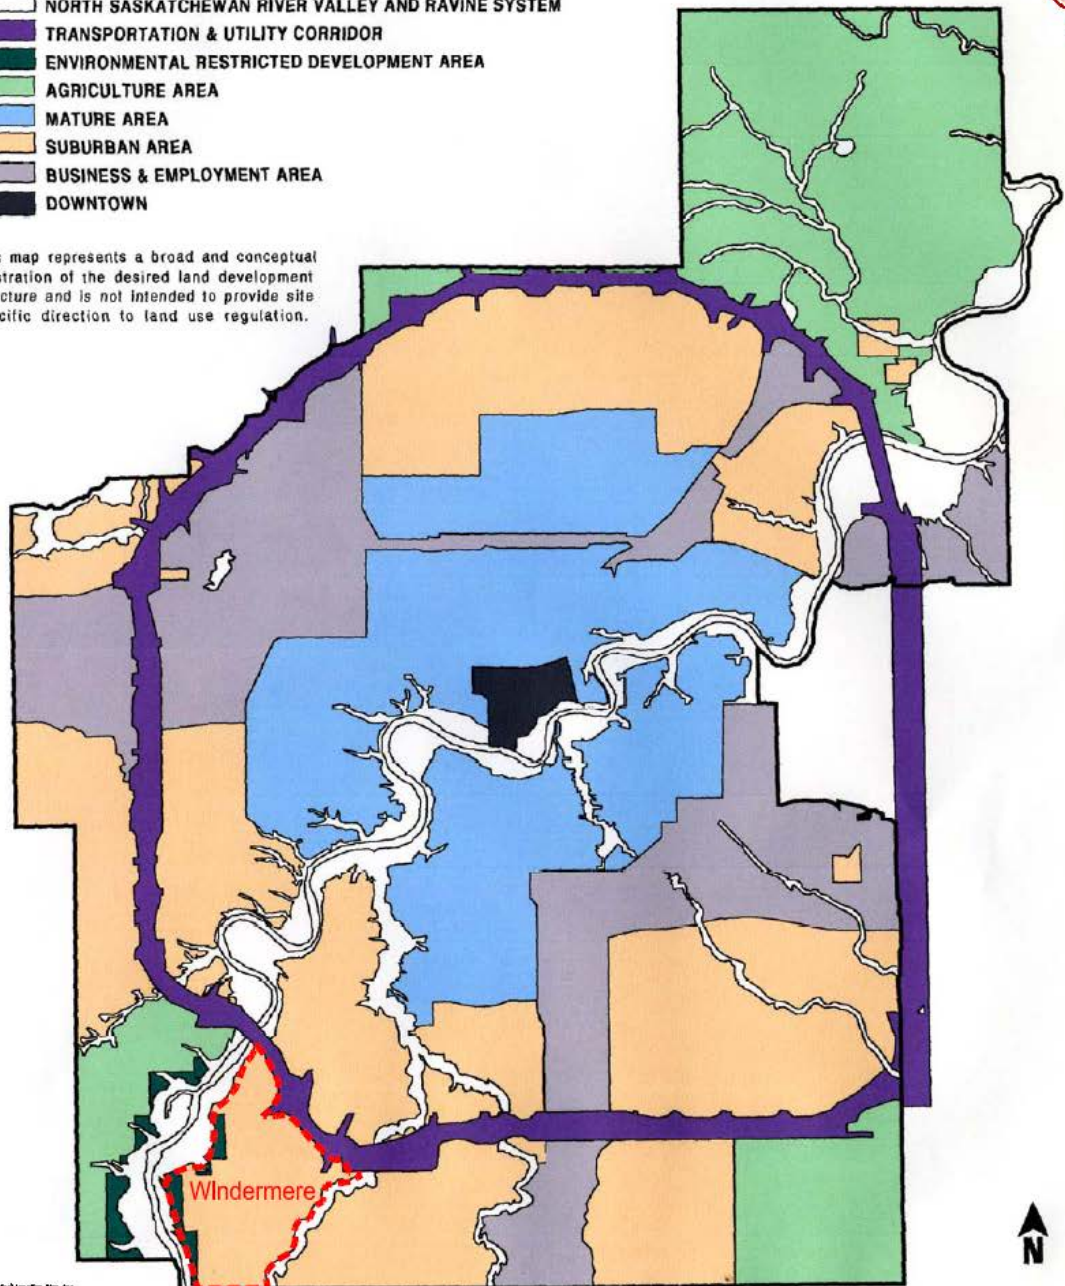 NORTH SASKATCHEWAN RIVER VALLEY AND RAVINE SYSTEM
TRANSPORTATION & UTILITY CORRIDOR
ENVIRONMENTAL RESTRICTED DEVELOPMENT AREA
AGRICULTURE AREA
MATURE AREA
SUBURBAN AREA
BUSINESS & EMPLOYMENT AREA
DOWNTOWN
map represents a broad and conceptual
stration of the desired land development
cture and is not intended to provide site
cific direction to land use regulation.
Windermere
N